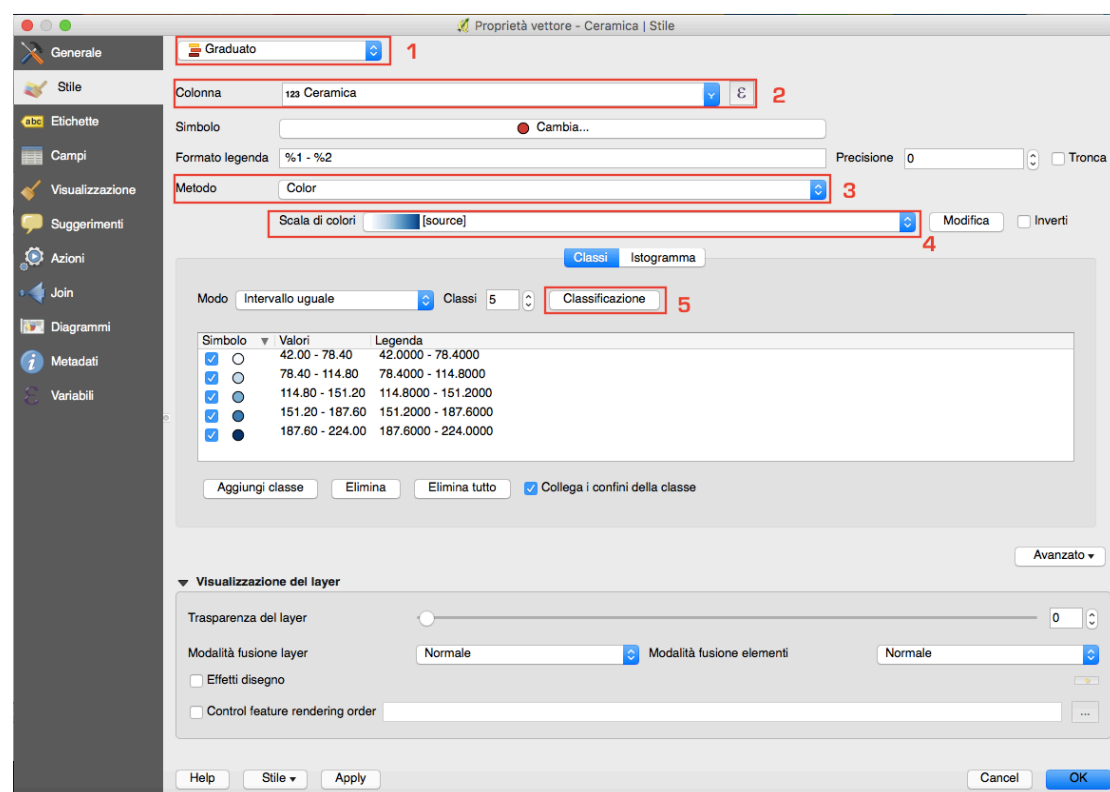 Proprietà vettore - Ceramica | Stile
Generale
Stile
abc Etichette
Campi
Visualizzazione
Suggerimenti
Azioni
Join
Diagrammi
Metadati
Variabili
Graduato 1
Colonna 123 Ceramica ε 2
Simbolo Cambia...
Formato legenda %1 - %2 Precisione 0 Tronca
Metodo Color 3
Scala di colori [source] Modifica Inverti
4
Classi Istogramma
Modo Intervallo uguale Classi 5 Classificazione 5
Simbolo Valori Legenda
42.00 - 78.40 42.0000 - 78.4000
78.40 - 114.80 78.4000 - 114.8000
114.80 - 151.20 114.8000 - 151.2000
151.20 - 187.60 151.2000 - 187.6000
187.60 - 224.00 187.6000 - 224.0000
Aggiungi classe Elimina Elimina tutto Collega i confini della classe
Avanzato
Visualizzazione del layer
Trasparenza del layer 0
Modalità fusione layer Normale Modalità fusione elementi Normale
Effetti disegno
Control feature rendering order ...
Help Stile Apply Cancel OK